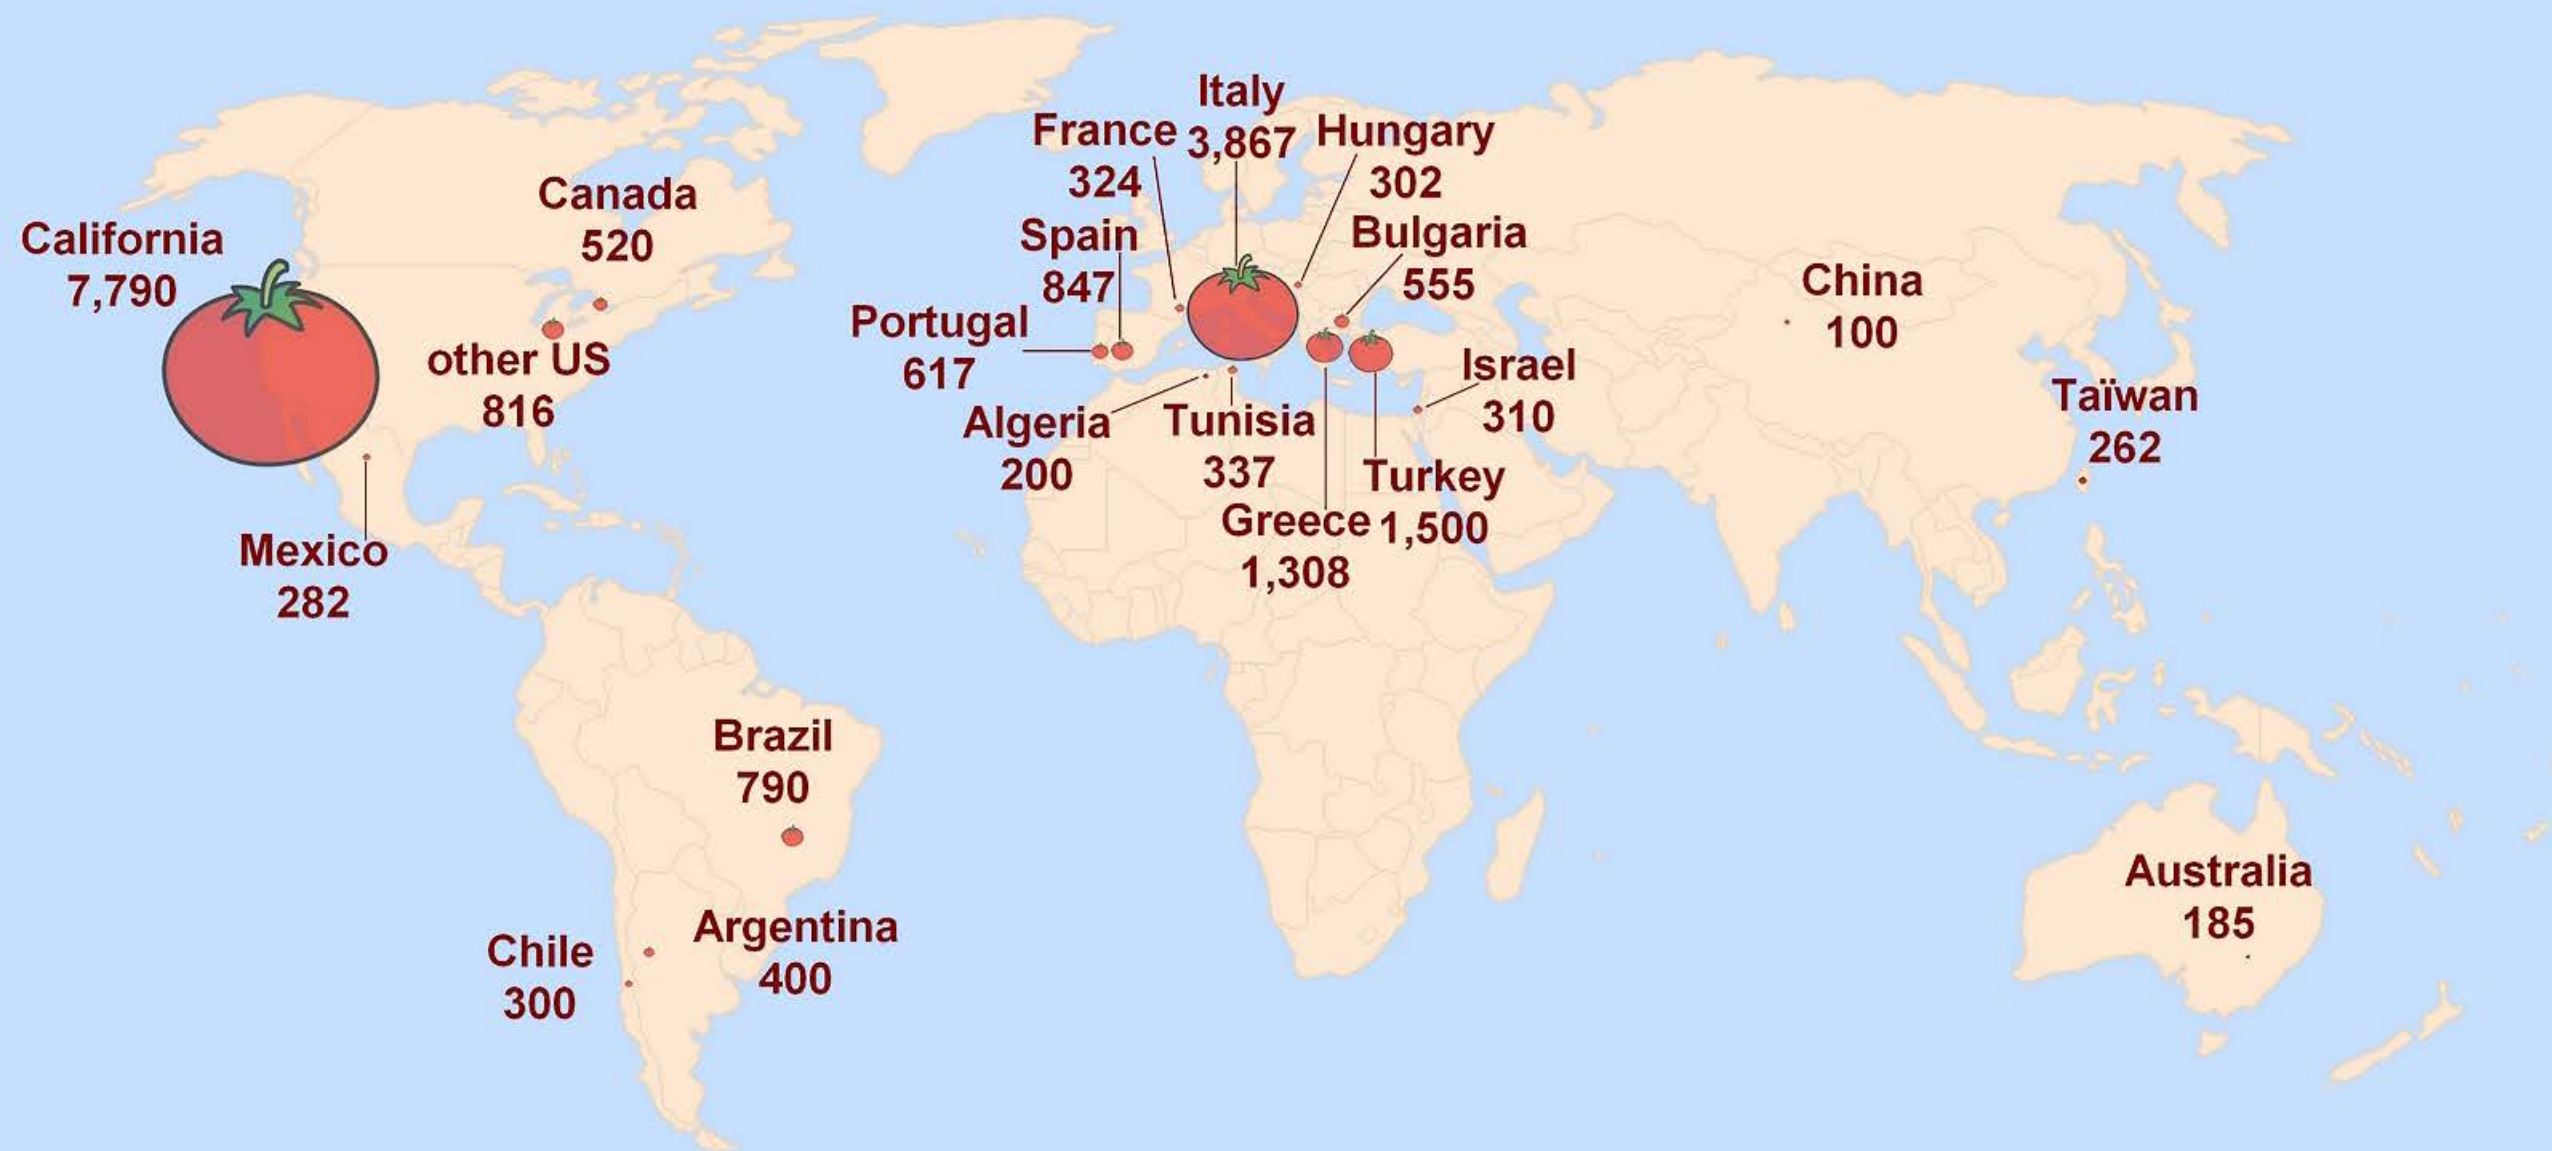 California
7,790
Canada
520
other US
816
Mexico
282
Brazil
790
Chile
300
Argentina
400
Italy
3,867
France
324
Hungary
302
Spain
847
Bulgaria
555
Portugal
617
Algeria
200
Tunisia
337
Greece
1,308
Turkey
1,500
Israel
310
China
100
Taïwan
262
Australia
185